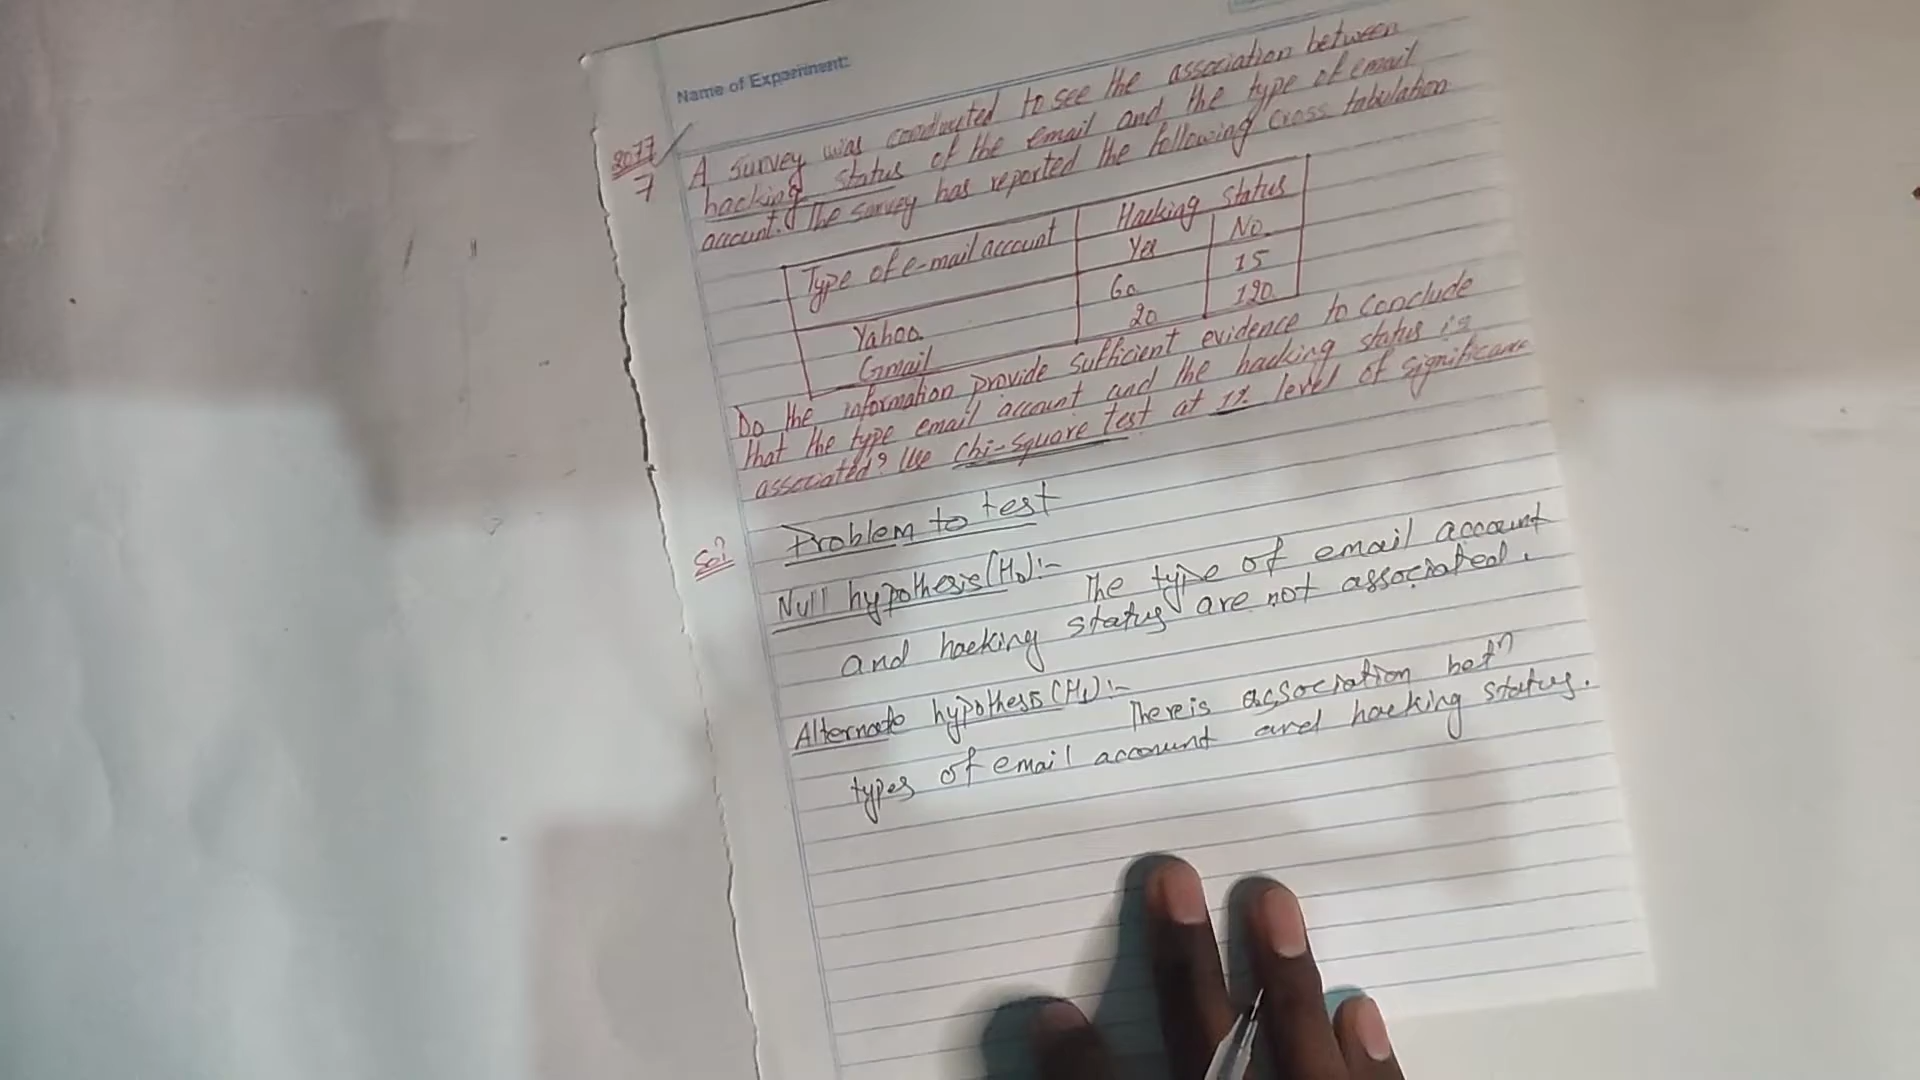 Name of Experiment:
2077
7
A survey was conducted to see the association between
hacking status of the email and the type of email
account. The survey has reported the following cross tabulation
Type of e-mail account Hacking Status
Yes No
Yahoo 60 15
Gmail 20 120
Do the information provide sufficient evidence to conclude
that the type email account and the hacking status is
associated? Use Chi-square test at 1% level of significance
Problem to test
Null hypothesis (H0):- The type of email account
and hacking status are not associated.
Alternate hypothesis (H1):- There is association betn
types of email account and hacking status.